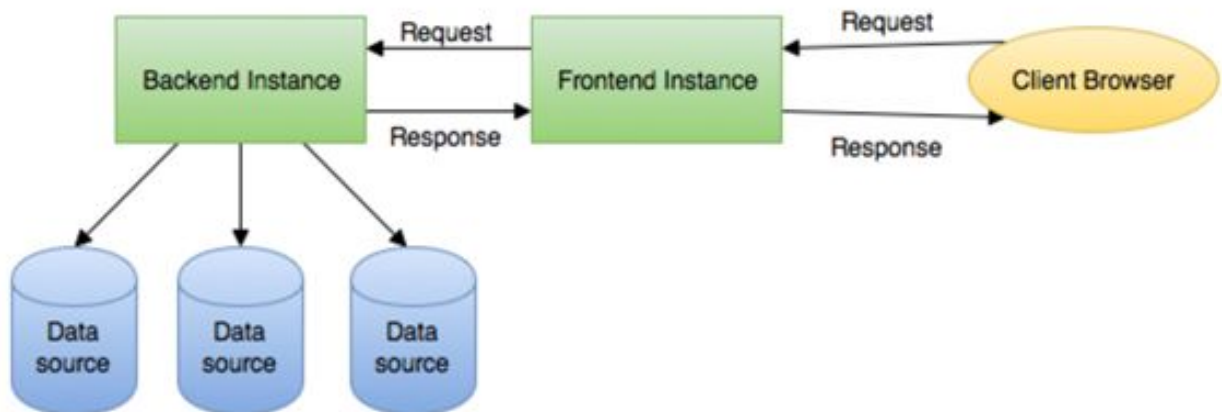 Request
Request
Backend Instance
Frontend Instance
Client Browser
Response
Response
Data
source
Data
source
Data
source